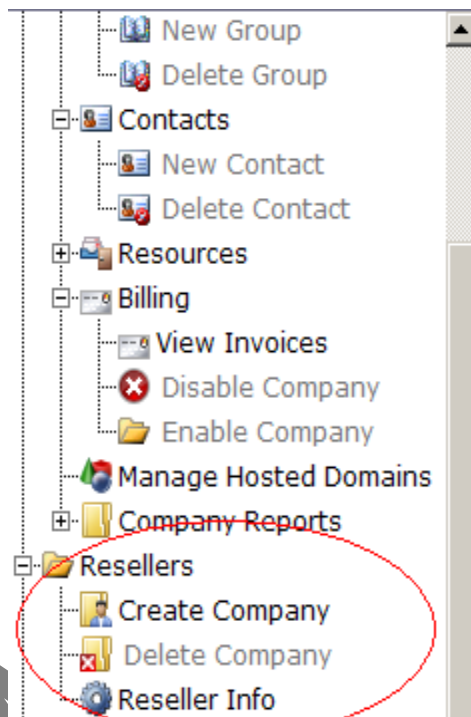 New Group
Delete Group
Contacts
New Contact
Delete Contact
Resources
Billing
View Invoices
Disable Company
Enable Company
Manage Hosted Domains
Company Reports
Resellers
Create Company
Delete Company
Reseller Info